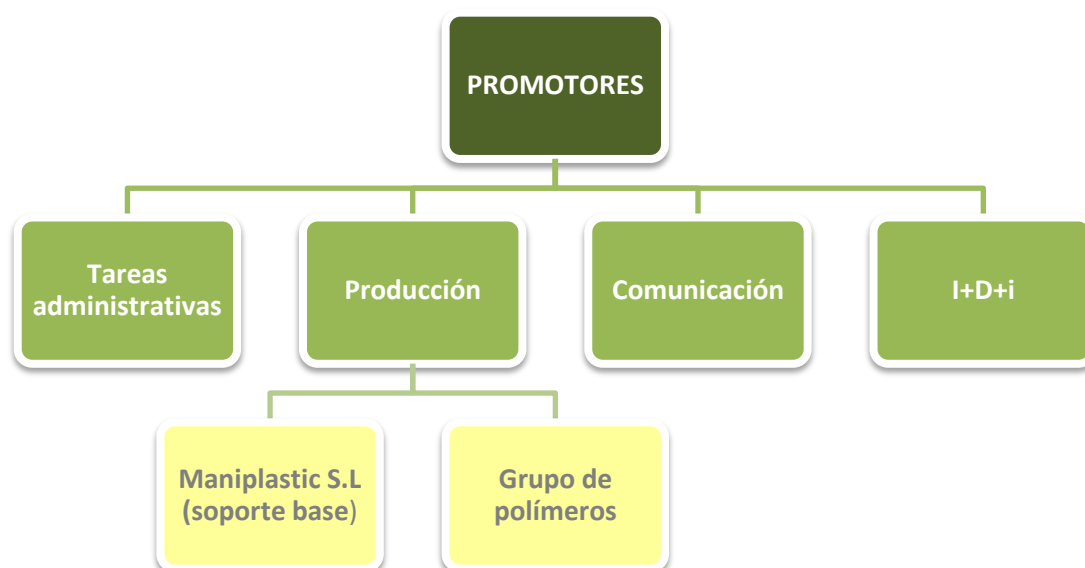 PROMOTORES
Tareas
administrativas
Producción
Comunicación
I+D+i
Maniplastic S.L
(soporte base)
Grupo de
polímeros